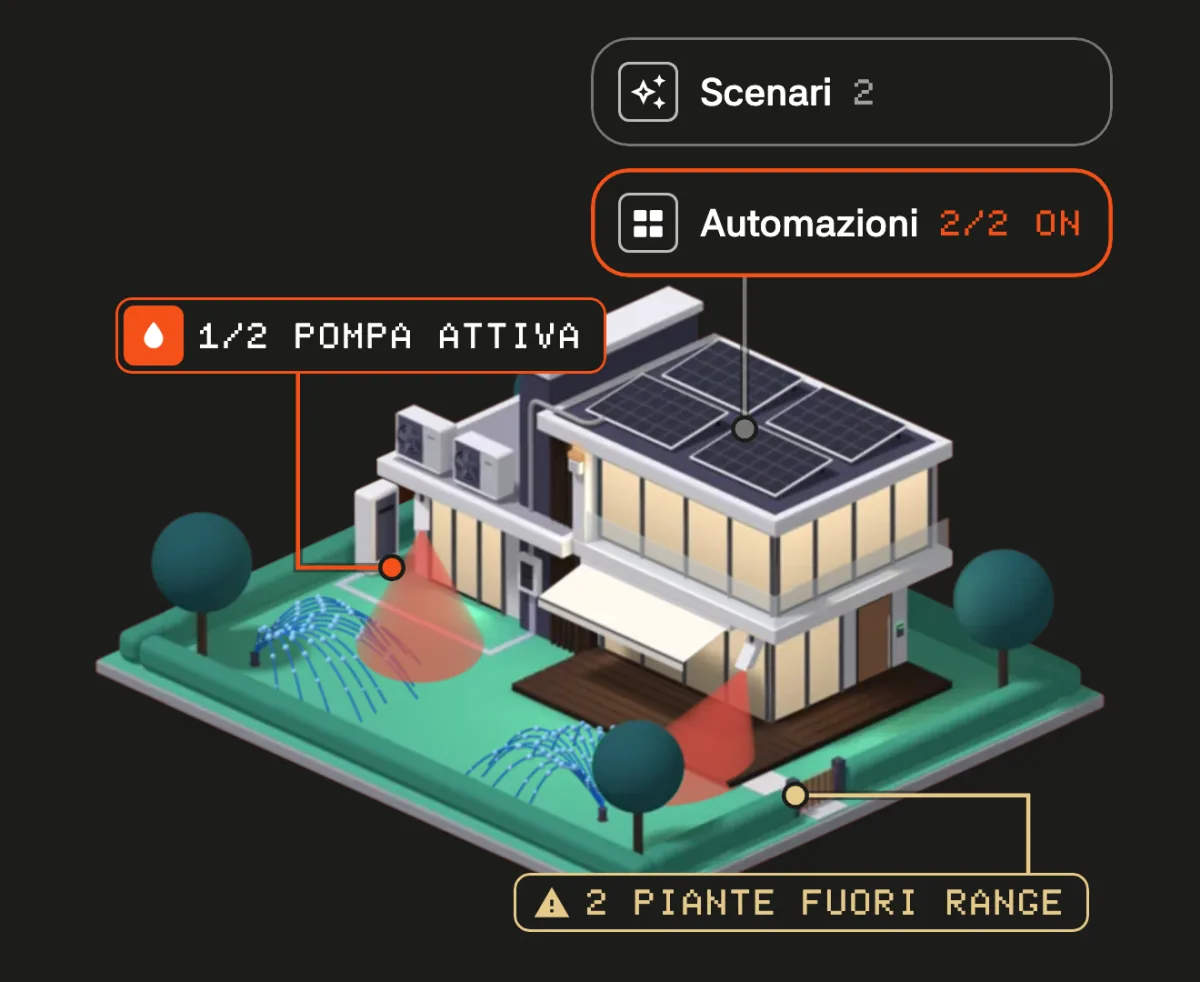 Scenari 2
Automazioni 2/2 ON
1/2 POMPA ATTIVA
2 PIANTE FUORI RANGE